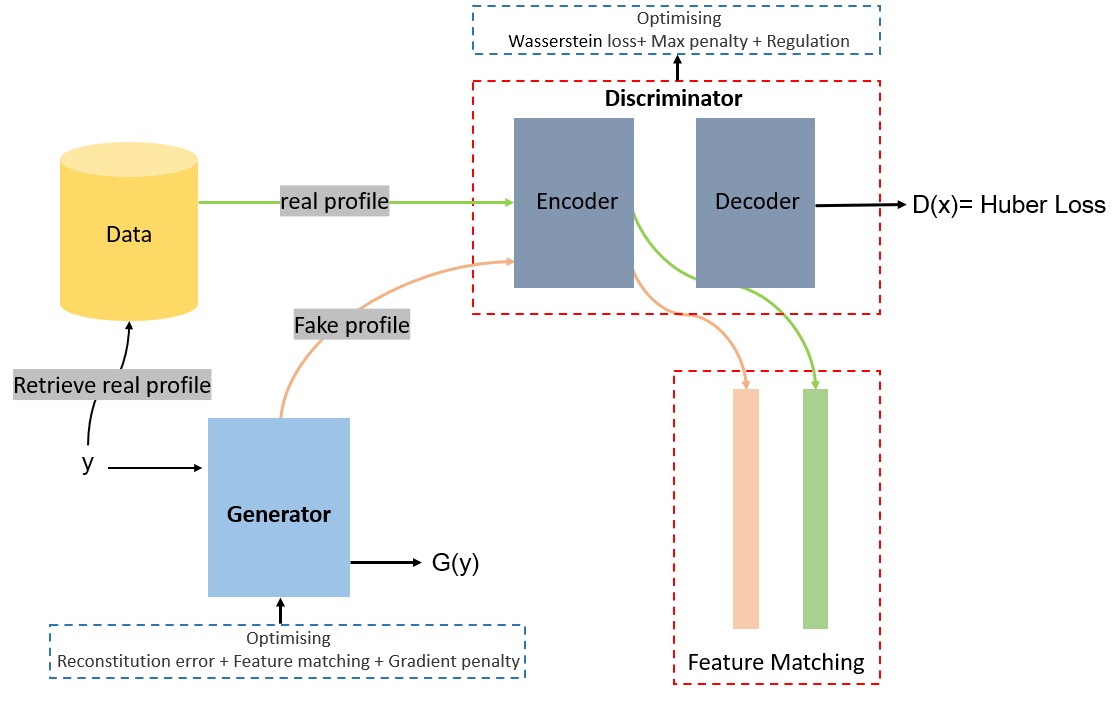 Optimising
Wasserstein loss+ Max penalty + Regulation
Discriminator
Encoder
Decoder
real profile
D(x)= Huber Loss
Data
Fake profile
Retrieve real profile
y
Generator
G(y)
Optimising
Reconstitution error + Feature matching + Gradient penalty
Feature Matching